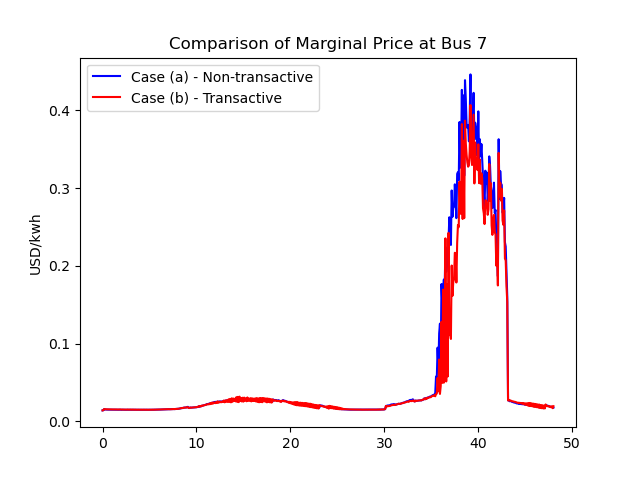 Comparison of Marginal Price at Bus 7
Case (a) - Non-transactive
Case (b) - Transactive
USD/kwh
0.4
0.3
0.2
0.1
0.0
0 10 20 30 40 50